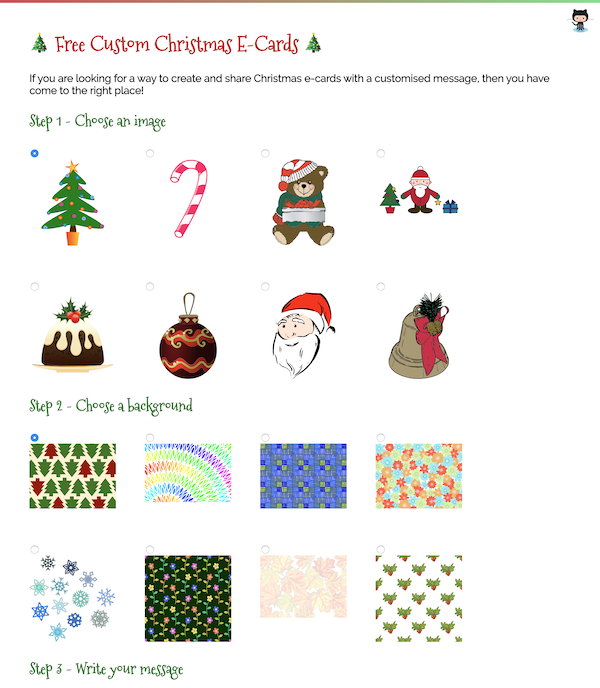 Free Custom Christmas E-Cards
If you are looking for a way to create and share Christmas e-cards with a customised message, then you have
come to the right place!
Step 1 - Choose an image
Step 2 - Choose a background
Step 3 - Write your message